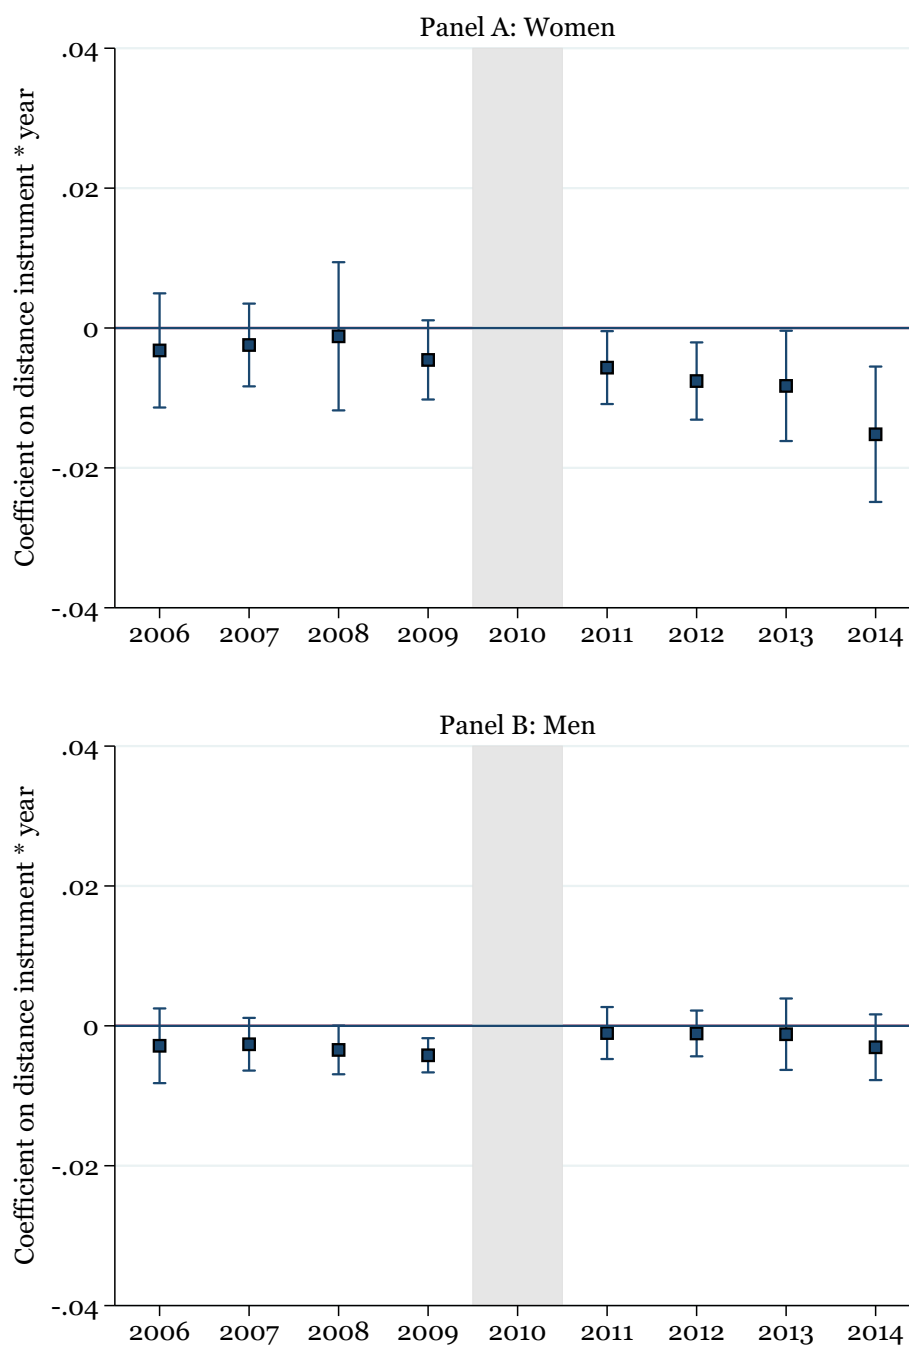 Panel A: Women
Coefficient on distance instrument * year
.04
.02
0
-.02
-.04
2006 2007 2008 2009 2010 2011 2012 2013 2014
Panel B: Men
Coefficient on distance instrument * year
.04
.02
0
-.02
-.04
2006 2007 2008 2009 2010 2011 2012 2013 2014